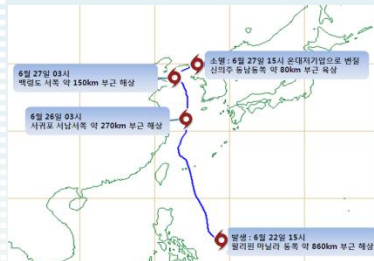 소멸 : 6월 27일 15시 온대저기압으로 변질
신의주 동남동쪽 약 80km 부근 육상
6월 27일 03시
백령도 서쪽 약 150km 부근 해상
6월 26일 03시
서귀포 서남서쪽 약 270km 부근 해상
발생 : 6월 22일 15시
필리핀 마닐라 동쪽 약 860km 부근 해상